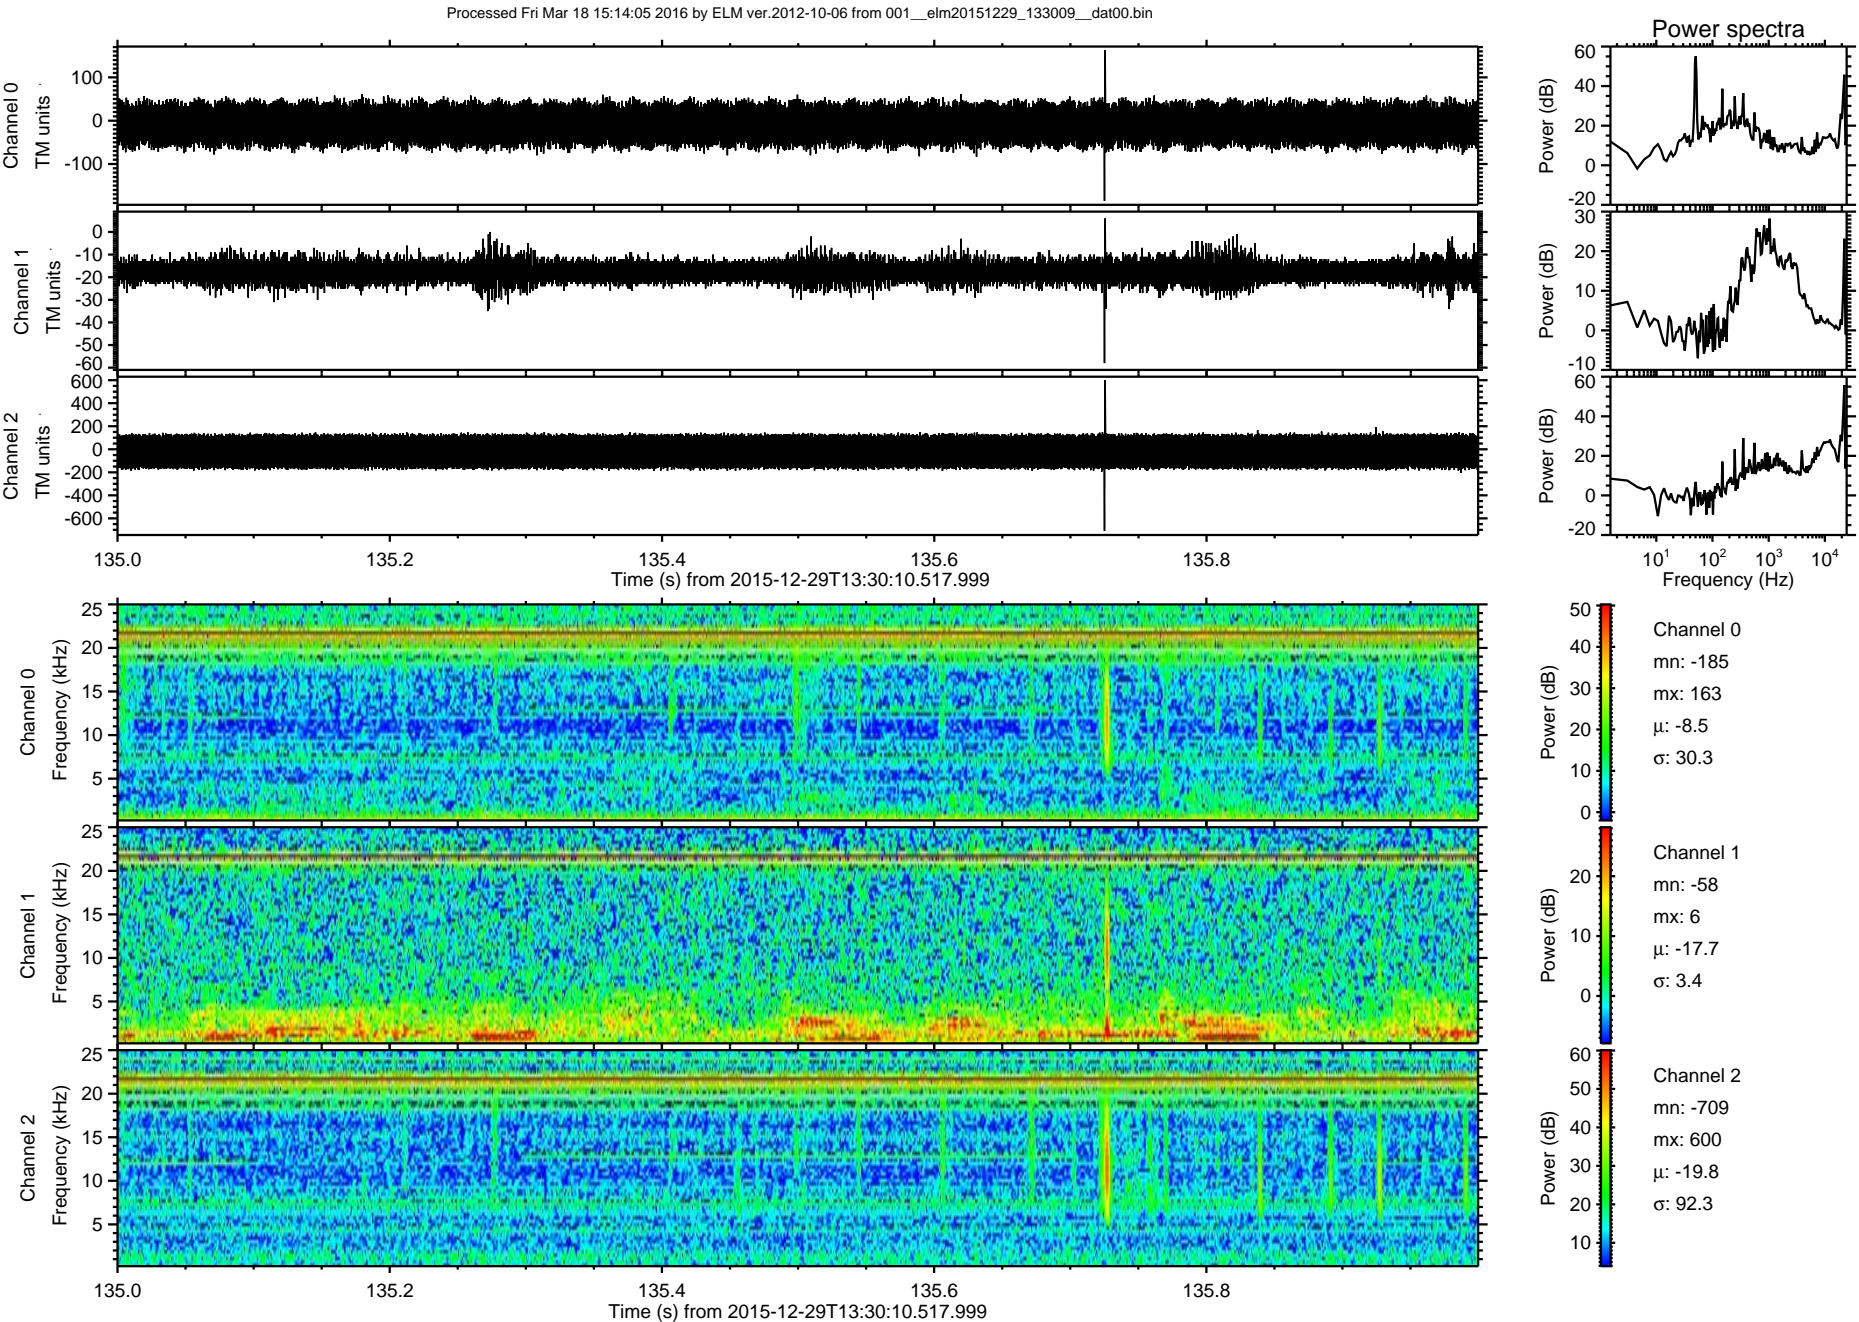 Processed Fri Mar 18 15:14:05 2016 by ELM ver.2012-10-06 from 001__elm20151229_133009__dat00.bin
Power spectra
Channel 0
TM units
100
0
-100
Power (dB)
60
40
20
0
-20
Channel 1
TM units
0
-10
-20
-30
-40
-50
-60
Power (dB)
30
20
10
0
-10
Channel 2
TM units
600
400
200
0
-200
-400
-600
Power (dB)
60
40
20
0
-20
135.0 135.2 135.4 135.6 135.8
Time (s) from 2015-12-29T13:30:10.517.999
10¹ 10² 10³ 10⁴
Frequency (Hz)
Channel 0
Frequency (kHz)
25
20
15
10
5
Power (dB)
50
40
30
20
10
0
Channel 0
mn: -185
mx: 163
μ: -8.5
σ: 30.3
Channel 1
Frequency (kHz)
25
20
15
10
5
Power (dB)
20
10
0
Channel 1
mn: -58
mx: 6
μ: -17.7
σ: 3.4
Channel 2
Frequency (kHz)
25
20
15
10
5
Power (dB)
60
50
40
30
20
10
Channel 2
mn: -709
mx: 600
μ: -19.8
σ: 92.3
135.0 135.2 135.4 135.6 135.8
Time (s) from 2015-12-29T13:30:10.517.999